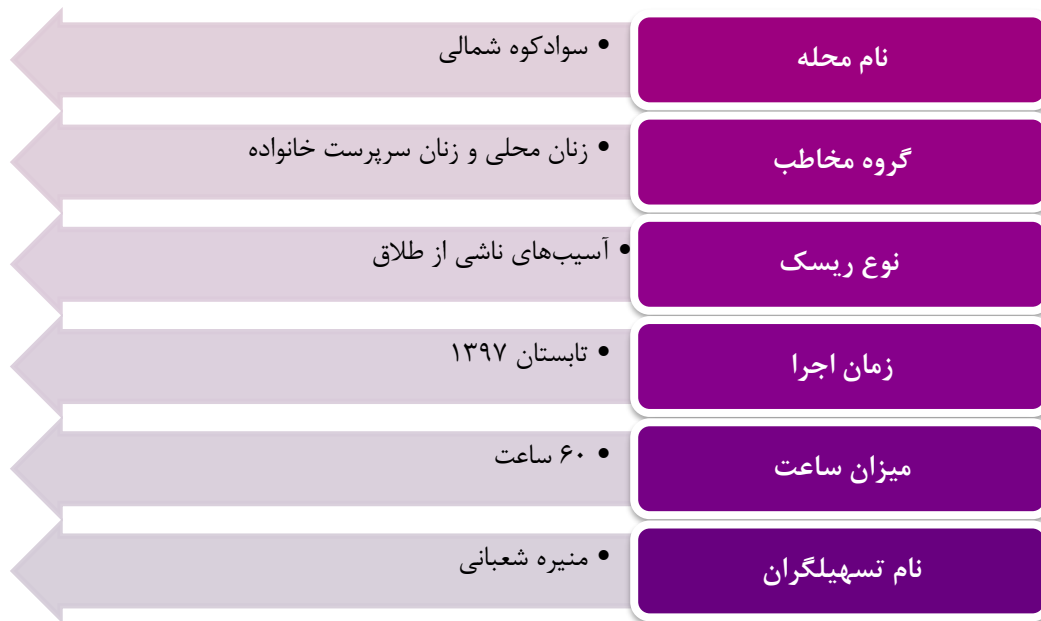 نام محله
• سوادکوه شمالی
گروه مخاطب
• زنان محلی و زنان سرپرست خانواده
نوع ریسک
• آسیب‌های ناشی از طلاق
زمان اجرا
• تابستان ۱۳۹۷
میزان ساعت
• ۶۰ ساعت
نام تسهیلگران
• منیره شعبانی